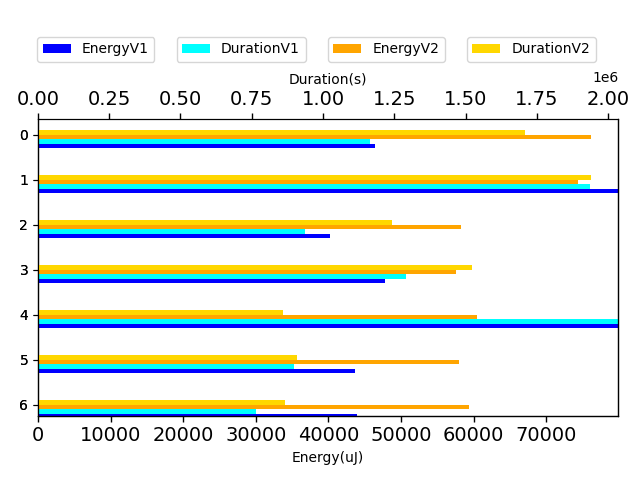 EnergyV1 DurationV1 EnergyV2 DurationV2
Duration(s)
1e6
0.00 0.25 0.50 0.75 1.00 1.25 1.50 1.75 2.00
0
1
2
3
4
5
6
0 10000 20000 30000 40000 50000 60000 70000
Energy(uJ)